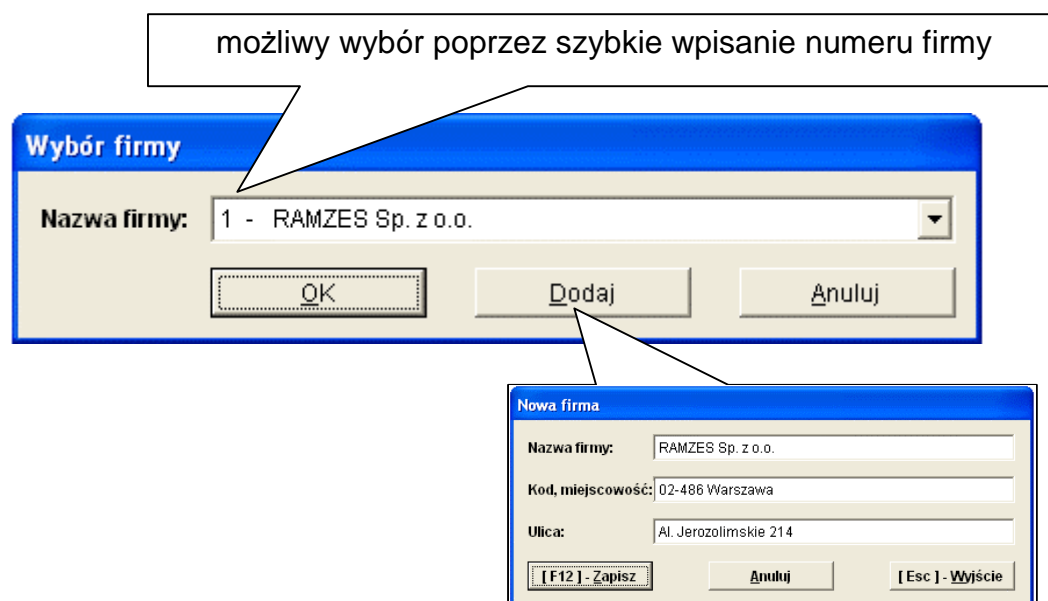 możliwy wybór poprzez szybkie wpisanie numeru firmy
Wybór firmy
Nazwa firmy: 1 - RAMZES Sp. z o.o.
OK Dodaj Anuluj
Nowa firma
Nazwa firmy: RAMZES Sp. z o.o.
Kod, miejscowość: 02-486 Warszawa
Ulica: Al. Jerozolimskie 214
[ F12 ] - Zapisz Anuluj [ Esc ] - Wyjście